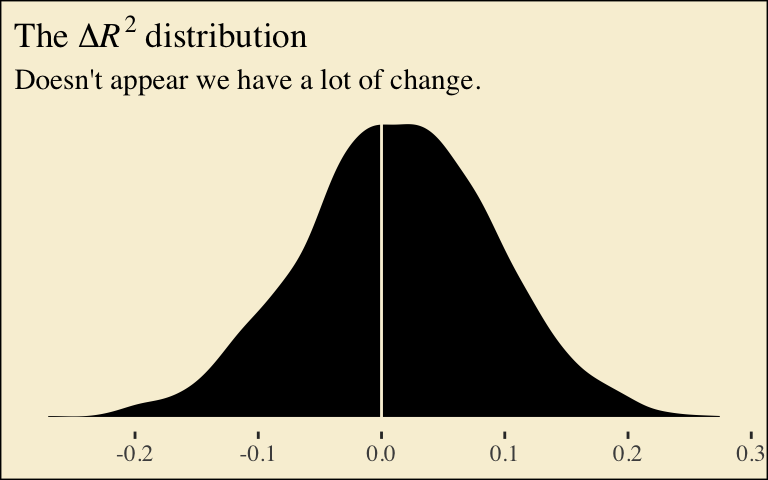 The ΔR² distribution
Doesn't appear we have a lot of change.
-0.2 -0.1 0.0 0.1 0.2 0.3